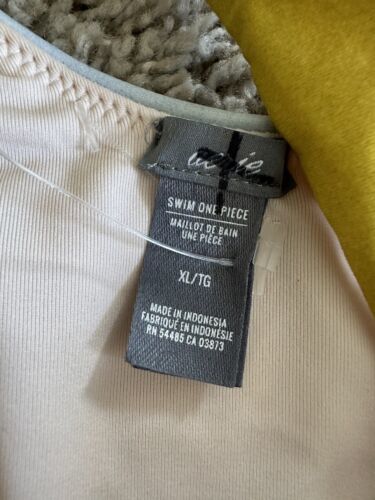 aerie
SWIM ONE PIECE
MAILLOT DE BAIN
UNE PIÈCE
XL/TG
MADE IN INDONESIA
FABRIQUÉ EN INDONÉSIE
RN 54485 CA 03873